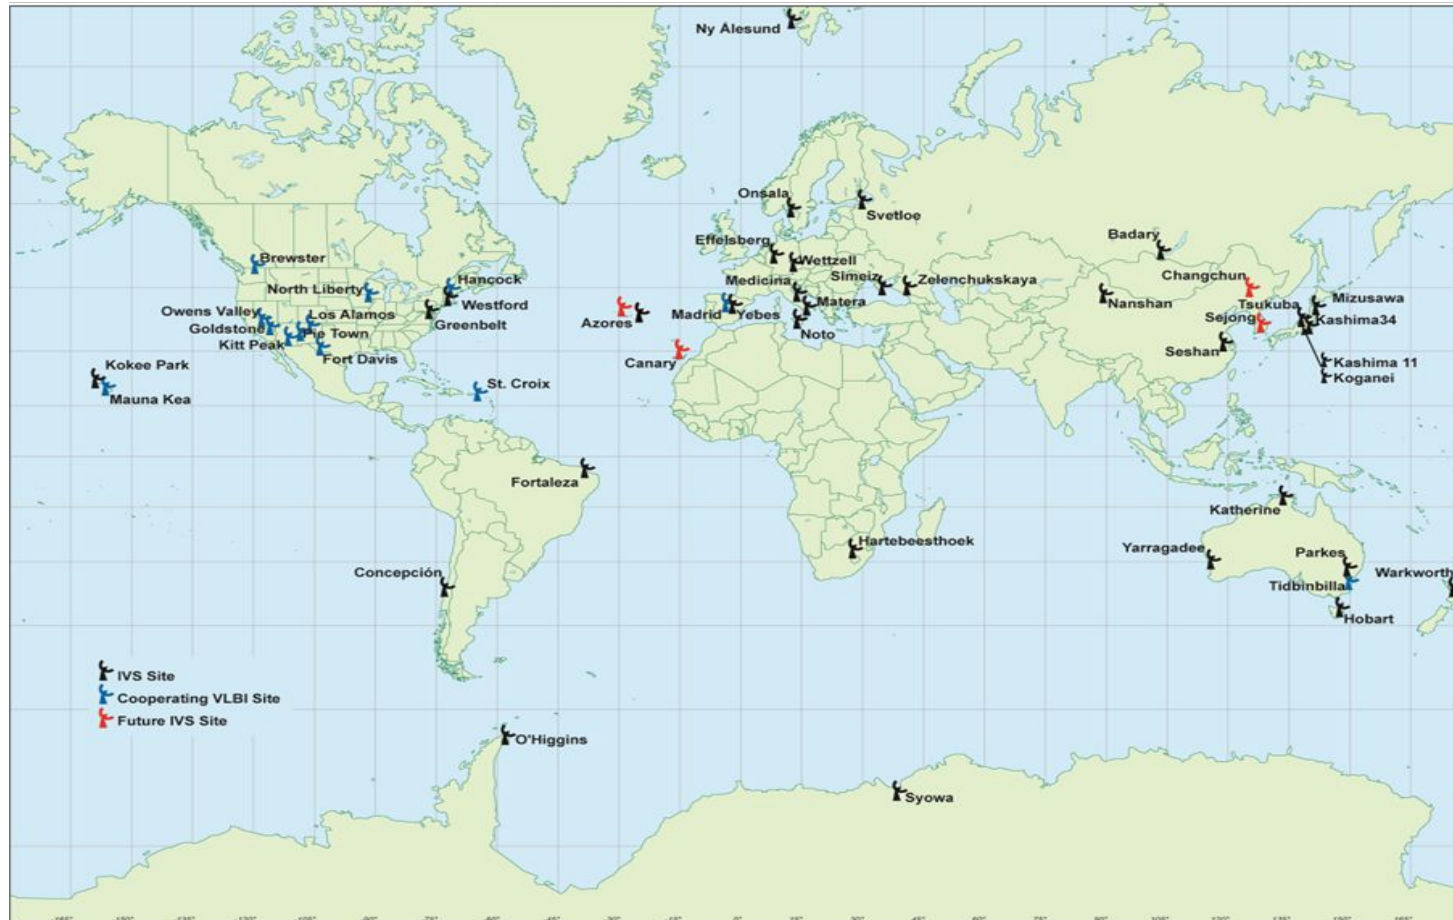 Ny Ålesund
Onsala
Svetloe
Badary
Effelsberg
Wettzell
Brewster
Hancock
Medicina
Simeiz
Zelenchukskaya
Changchun
North Liberty
Westford
Matera
Nanshan
Tsukuba
Mizusawa
Owens Valley
Los Alamos
Greenbelt
Azores
Madrid
Yebes
Sejong
Kashima34
Goldstone
Pie Town
Noto
Kitt Peak
Fort Davis
Canary
Seshan
Kokee Park
Kashima 11
Mauna Kea
St. Croix
Koganei
Fortaleza
Katherine
Hartebeesthoek
Yarragadee
Parkes
Concepción
Warkworth
Tidbinbilla
Hobart
IVS Site
Cooperating VLBI Site
Future IVS Site
O'Higgins
Syowa